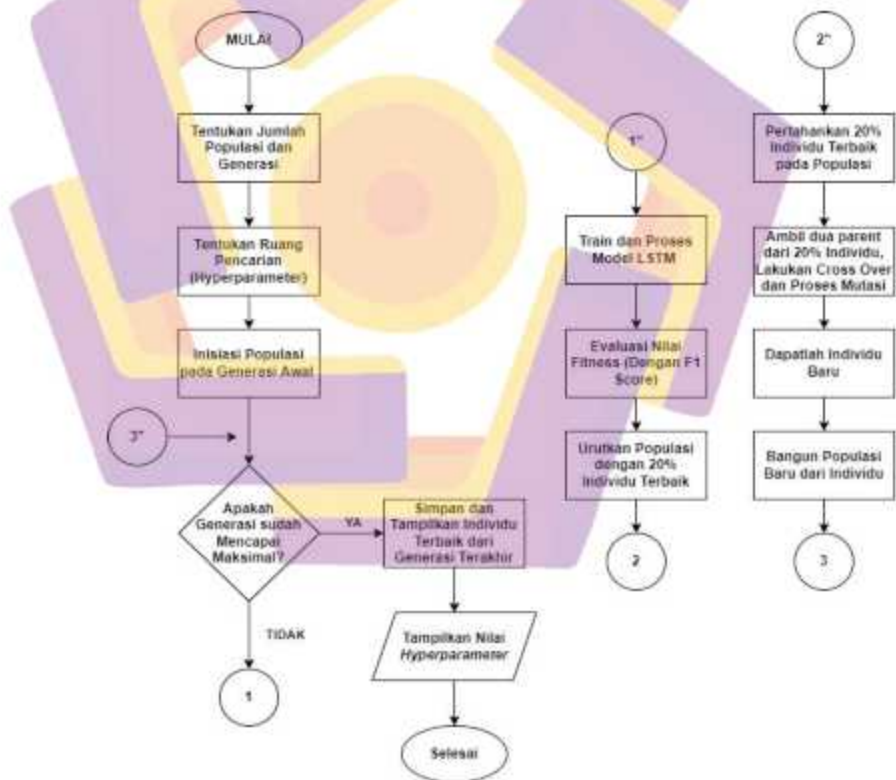 MULAI
Tentukan Jumlah
Populasi dan
Generasi
Tentukan Ruang
Pencarian
(Hyperparameter)
Inisiasi Populasi
pada Generasi Awal
3"
Apakah
Generasi sudah
Mencapai
Maksimal?
YA
TIDAK
1
Simpan dan
Tampilkan Individu
Terbaik dari
Generasi Terakhir
Tampilkan Nilai
Hyperparameter
Selesai
1"
Train dan Proses
Model LSTM
Evaluasi Nilai
Fitness (Dengan F1
Score)
Urutkan Populasi
dengan 20%
Individu Terbaik
2
2"
Pertahankan 20%
Individu Terbaik
pada Populasi
Ambil dua parent
dari 20% Individu,
Lakukan Cross Over
dan Proses Mutasi
Dapatlah Individu
Baru
Bangun Populasi
Baru dari Individu
3